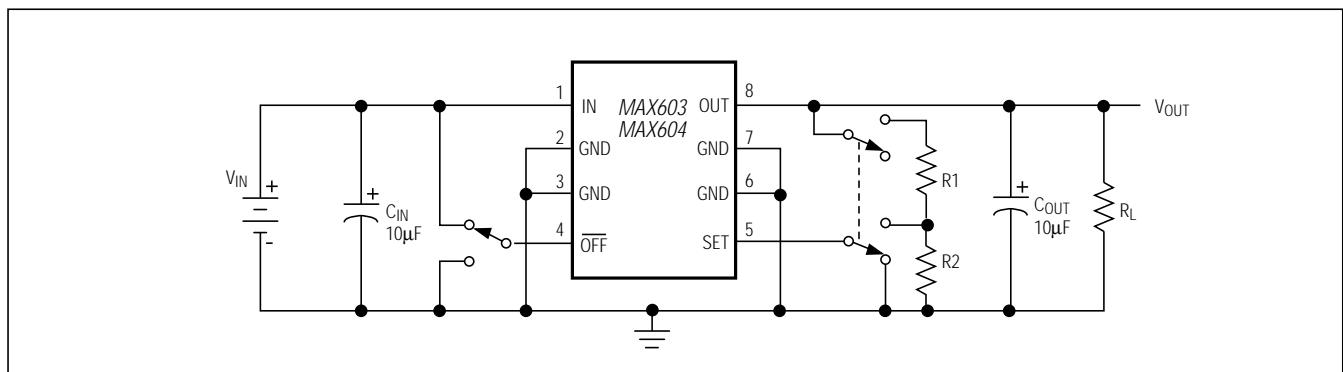 1
IN
MAX603
MAX604
OUT
8
VOUT
2
GND
GND
7
VIN
+
-
+
CIN
10µF
3
GND
GND
6
R1
4
OFF
SET
5
R2
+
COUT
10µF
RL